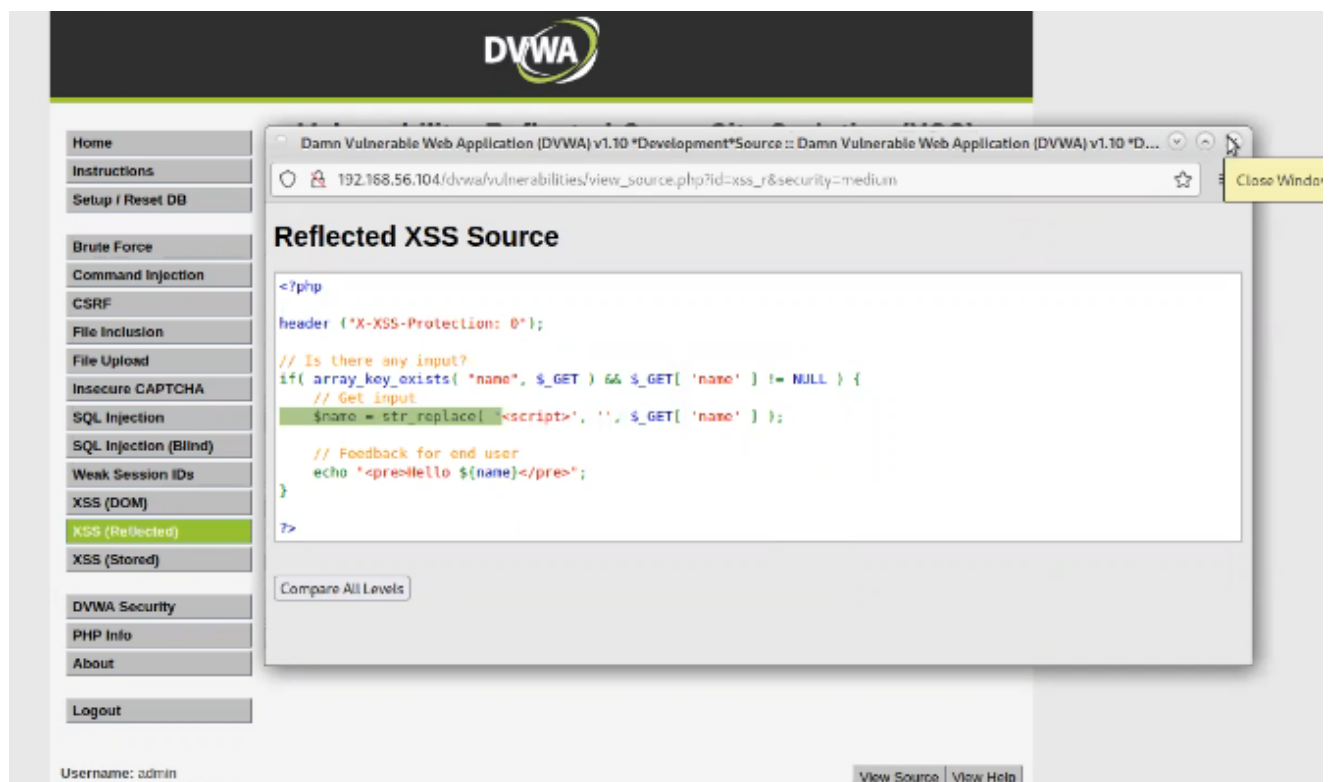 DVWA
Home
Instructions
Setup / Reset DB
Brute Force
Command Injection
CSRF
File Inclusion
File Upload
Insecure CAPTCHA
SQL Injection
SQL Injection (Blind)
Weak Session IDs
XSS (DOM)
XSS (Reflected)
XSS (Stored)
DVWA Security
PHP Info
About
Logout
Username: admin
Damn Vulnerable Web Application (DVWA) v1.10 *Development*Source :: Damn Vulnerable Web Application (DVWA) v1.10 *D...
Close Windo
192.168.56.104/dvwa/vulnerabilities/view_source.php?id=xss_r&security=medium
Reflected XSS Source
<?php
header ("X-XSS-Protection: 0");
// Is there any input?
if( array_key_exists( "name", $_GET ) && $_GET[ 'name' ] != NULL ) {
// Get input
$name = str_replace( '<script>', '', $_GET[ 'name' ] );
// Feedback for end user
echo "<pre>Hello ${name}</pre>";
}
?>
Compare All Levels
View Source
View Help